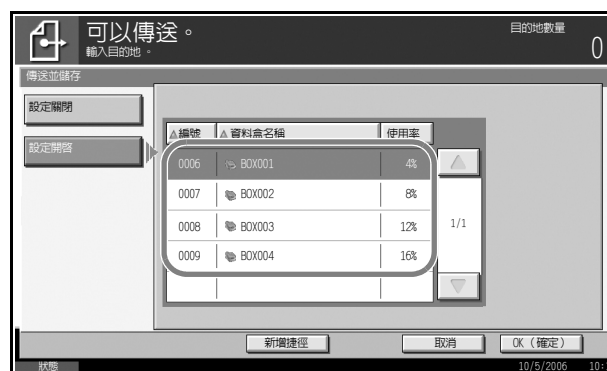 可以傳送。
目的地數量
輸入目的地。
0
傳送並儲存
設定關閉
設定開啓
編號 資料盒名稱 使用率
0006 BOX001 4%
0007 BOX002 8%
0008 BOX003 12%
0009 BOX004 16%
1/1
新增捷徑 取消 OK（確定）
狀態 10/5/2006 10: